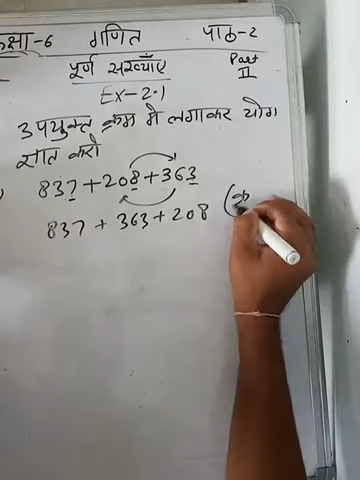 कक्षा-6 गणित पाठ-2
पूर्ण संख्याएँ Part II
EX-2.1
उपयुक्त क्रम में लगाकर योग
ज्ञात करो
837+208+363
837 + 363 + 208 (क्र